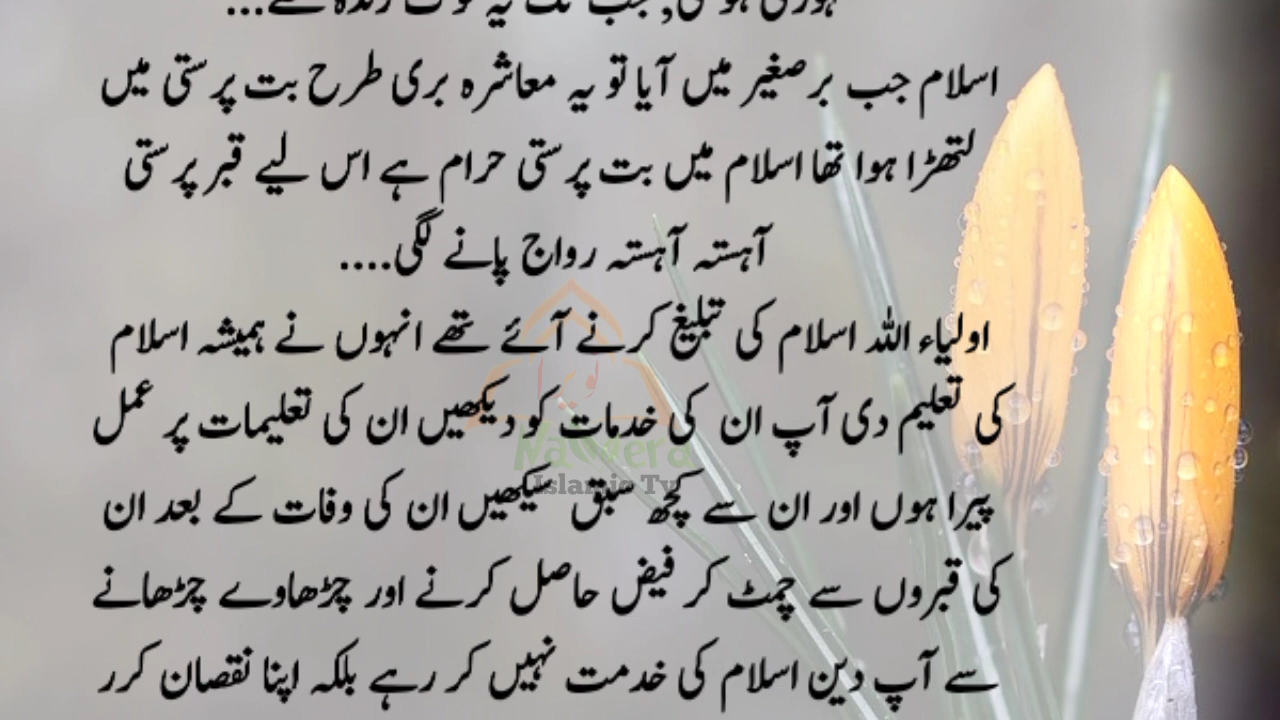 اسلام جب برصغیر میں آیا تو یہ معاشرہ بری طرح بت پرستی میں
لتھڑا ہوا تھا اسلام میں بت پرستی حرام ہے اس لیے قبر پرستی
آہستہ آہستہ رواج پانے لگی....
اولیاء اللہ اسلام کی تبلیغ کرنے آئے تھے انہوں نے ہمیشہ اسلام
کی تعلیم دی آپ ان کی خدمات کو دیکھیں ان کی تعلیمات پر عمل
Nawera
Islamic Tv
پیرا ہوں اور ان سے کچھ سبق سیکھیں ان کی وفات کے بعد ان
کی قبروں سے چمٹ کر فیض حاصل کرنے اور چڑھاوے چڑھانے
سے آپ دین اسلام کی خدمت نہیں کر رہے بلکہ اپنا نقصان کرر